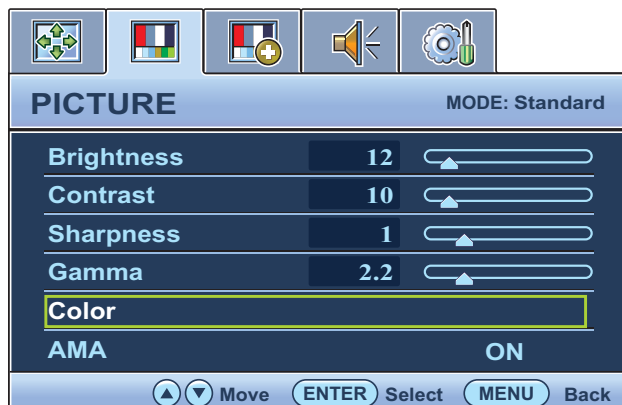 PICTURE MODE: Standard
Brightness 12
Contrast 10
Sharpness 1
Gamma 2.2
Color
AMA ON
Move ENTER Select MENU Back